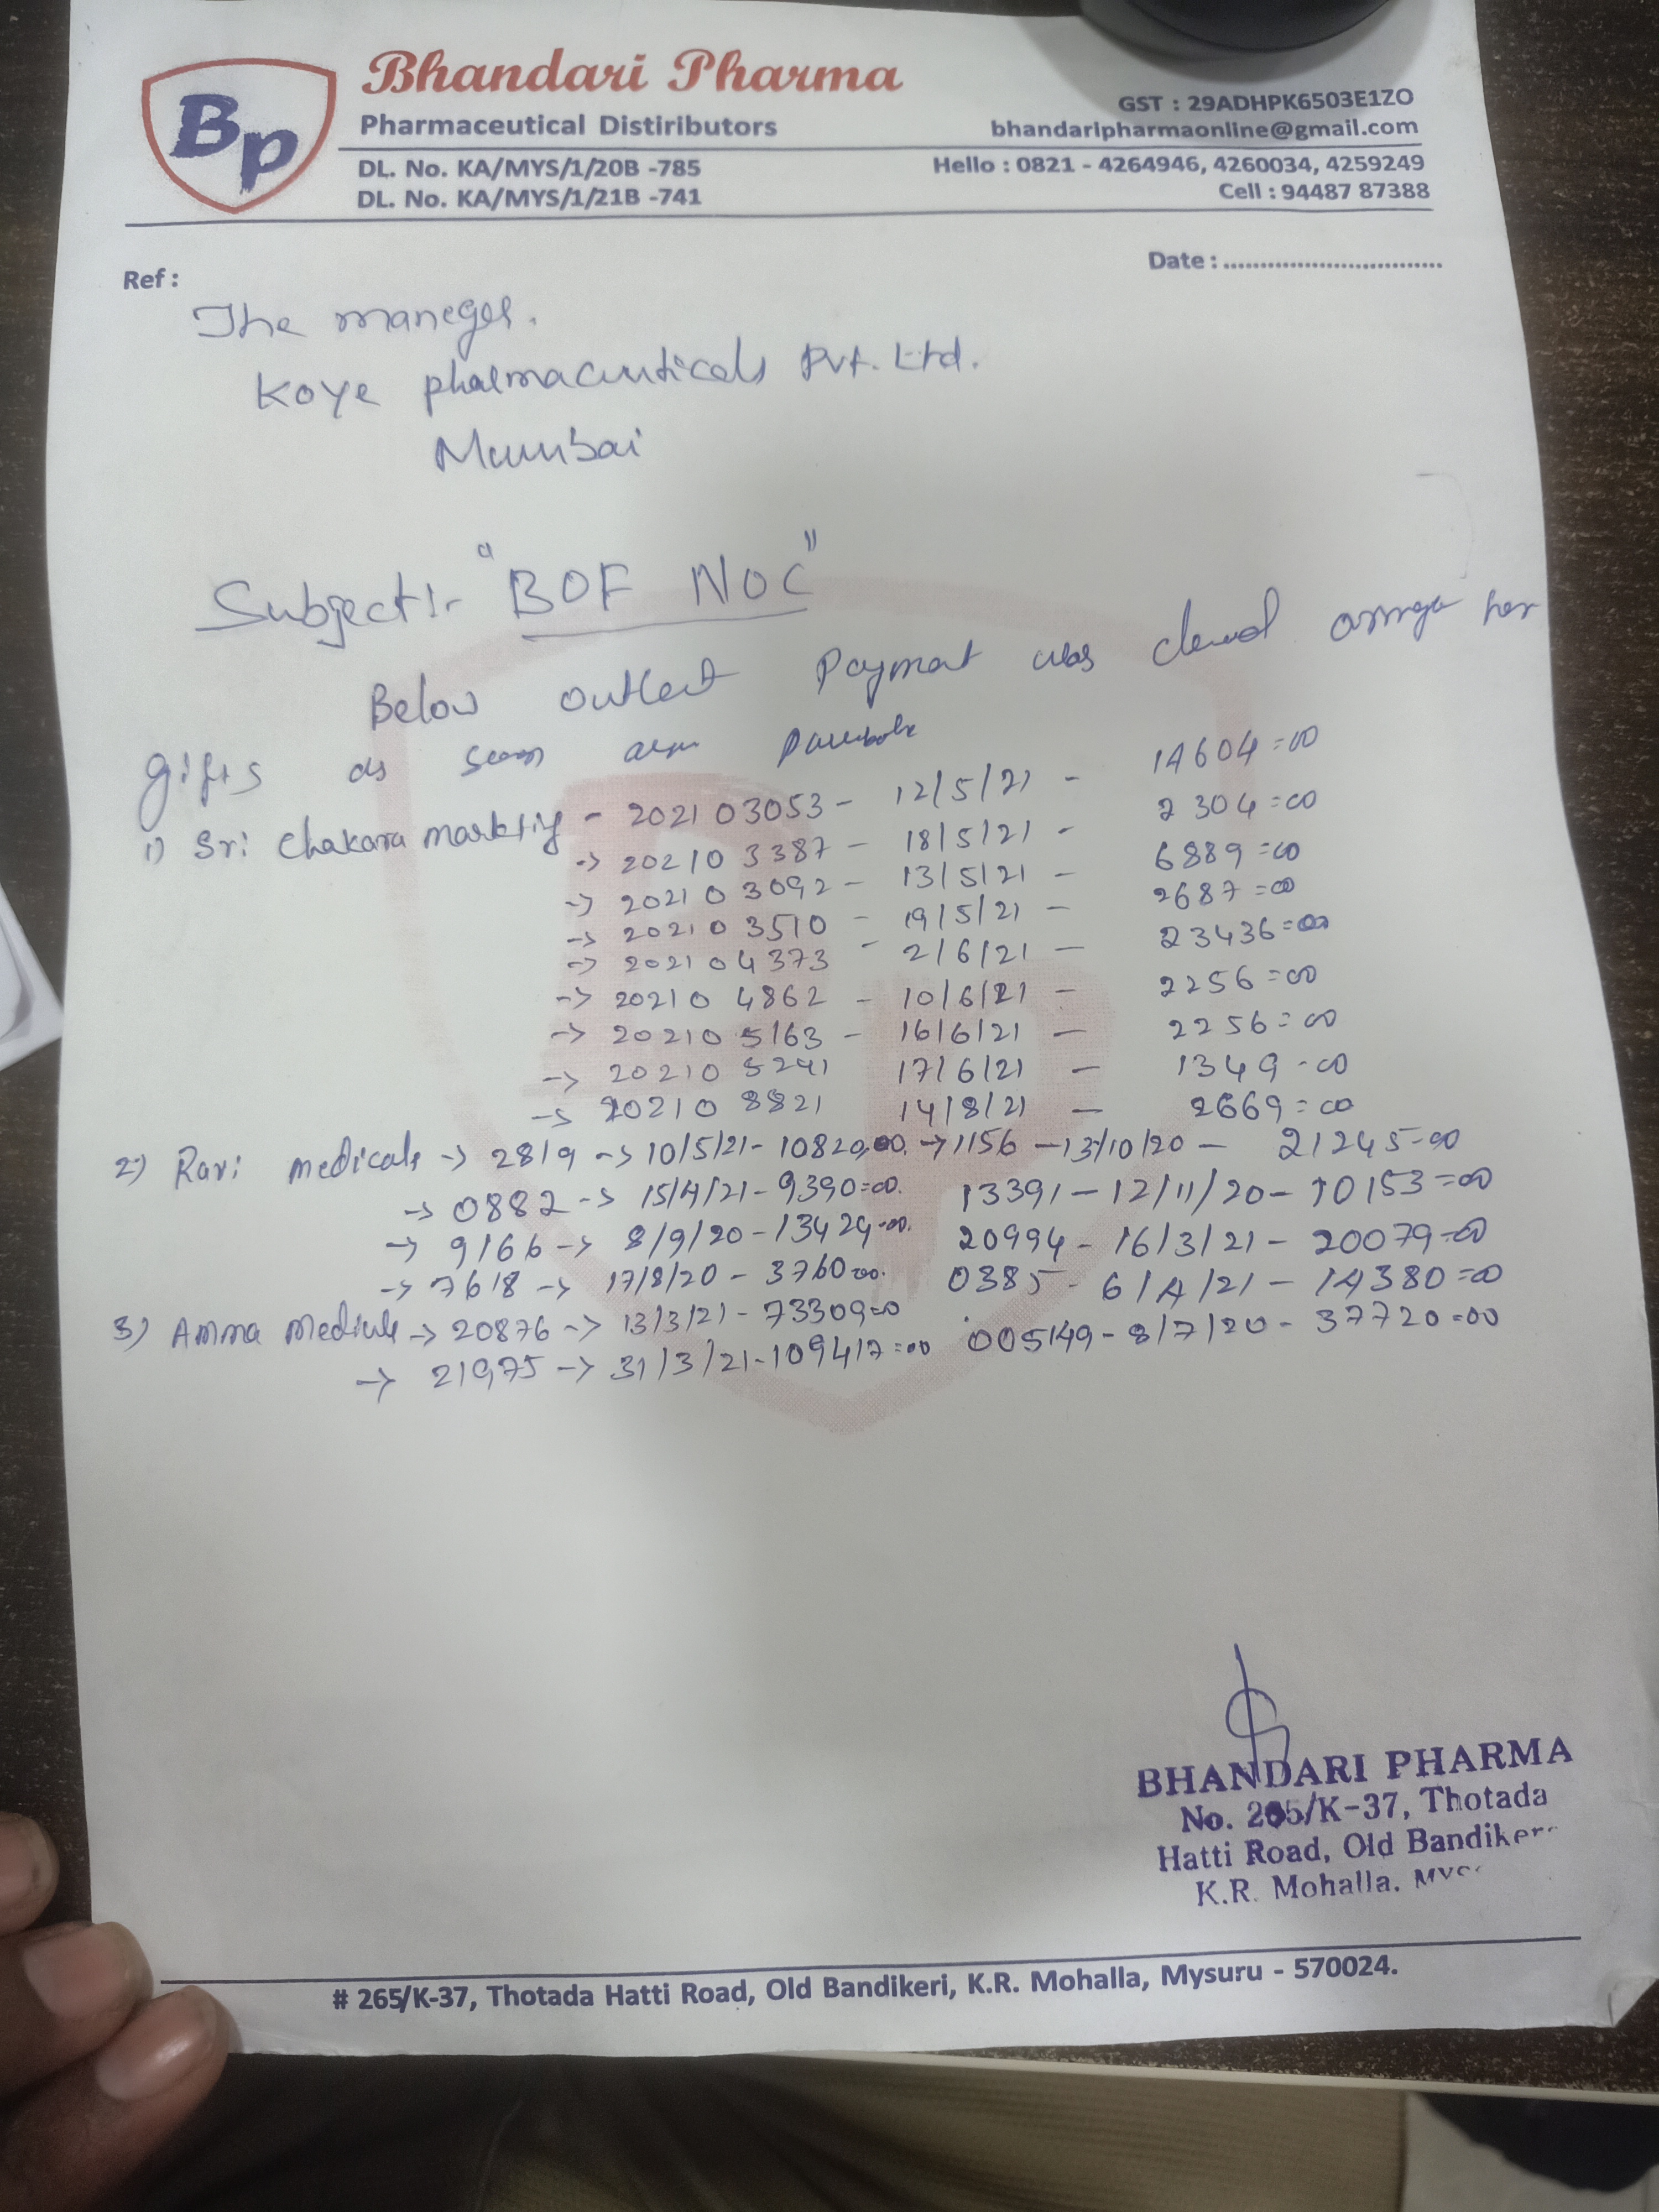 Bp
Bhandari Pharma
Pharmaceutical Distiributors
DL. No. KA/MYS/1/20B -785
DL. No. KA/MYS/1/21B -741
GST : 29ADHPK6503E1ZO
bhandaripharmaonline@gmail.com
Hello : 0821 - 4264946, 4260034, 4259249
Cell : 94487 87388
Ref :
Date : ..............................
The maneger.
Koye pharmaceuticals Pvt. Ltd.
Mumbai
Subject:- "BOF NOC"
Below outlect Payment was for
gifts as soon
1) Sri Chakara marktif - 202103053 - 12/5/21 - 14604=00
-> 202103387 - 18/5/21 - 2304=00
-> 202103092 - 13/5/21 - 6889=00
-> 202103510 - 19/5/21 - 2687=00
-> 202104373 - 2/6/21 - 23436=00
-> 202104862 - 10/6/21 - 2256=00
-> 202105163 - 16/6/21 - 2256=00
-> 202105241 17/6/21 - 1349-00
-> 202108821 14/8/21 - 2669=00
2) Ravi medicals -> 2819 -> 10/5/21 - 10820.00. -> 1156 - 13/10/20 - 21245=00
-> 0882 -> 15/4/21 - 9390=00. 13391 - 12/11/20 - 10153=00
-> 9166 -> 8/9/20 - 13429-00. 20994 - 16/3/21 - 20079=00
-> 7618 -> 17/8/20 - 3760=00. 0385 - 6/4/21 - 14380=00
3) Amma Medicals -> 20876 -> 13/3/21 - 73309=00 005149 - 8/7/20 - 37720=00
-> 21975 -> 31/3/21 - 109417=00
BHANDARI PHARMA
No. 265/K-37, Thotada
Hatti Road, Old Bandiker
K.R. Mohalla.
# 265/K-37, Thotada Hatti Road, Old Bandikeri, K.R. Mohalla, Mysuru - 570024.